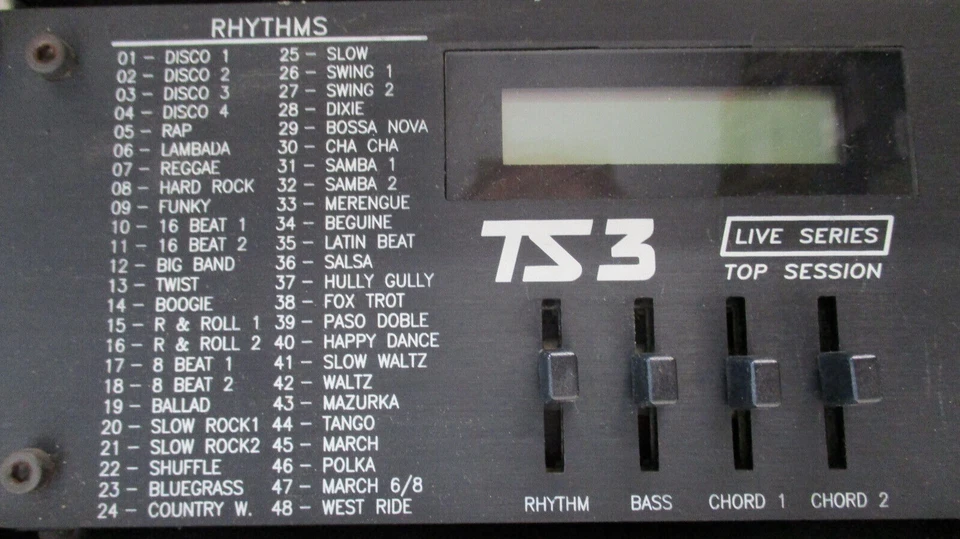 RHYTHMS
01 – DISCO 1
02 – DISCO 2
03 – DISCO 3
04 – DISCO 4
05 – RAP
06 – LAMBADA
07 – REGGAE
08 – HARD ROCK
09 – FUNKY
10 – 16 BEAT 1
11 – 16 BEAT 2
12 – BIG BAND
13 – TWIST
14 – BOOGIE
15 – R & ROLL 1
16 – R & ROLL 2
17 – 8 BEAT 1
18 – 8 BEAT 2
19 – BALLAD
20 – SLOW ROCK1
21 – SLOW ROCK2
22 – SHUFFLE
23 – BLUEGRASS
24 – COUNTRY W.
25 – SLOW
26 – SWING 1
27 – SWING 2
28 – DIXIE
29 – BOSSA NOVA
30 – CHA CHA
31 – SAMBA 1
32 – SAMBA 2
33 – MERENGUE
34 – BEGUINE
35 – LATIN BEAT
36 – SALSA
37 – HULLY GULLY
38 – FOX TROT
39 – PASO DOBLE
40 – HAPPY DANCE
41 – SLOW WALTZ
42 – WALTZ
43 – MAZURKA
44 – TANGO
45 – MARCH
46 – POLKA
47 – MARCH 6/8
48 – WEST RIDE
TS3
LIVE SERIES
TOP SESSION
RHYTHM BASS CHORD 1 CHORD 2